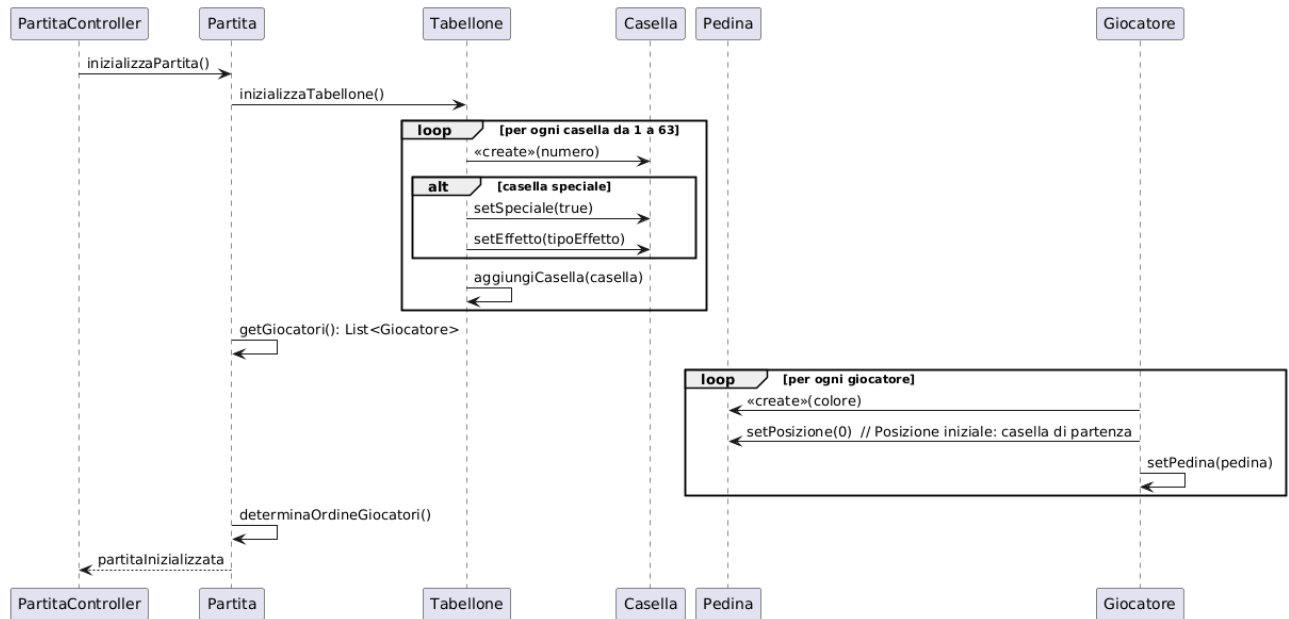 PartitaController Partita Tabellone Casella Pedina Giocatore
inizializzaPartita()
inizializzaTabellone()
loop [per ogni casella da 1 a 63]
«create»(numero)
alt [casella speciale]
setSpeciale(true)
setEffetto(tipoEffetto)
aggiungiCasella(casella)
getGiocatori(): List<Giocatore>
loop [per ogni giocatore]
«create»(colore)
setPosizione(0) // Posizione iniziale: casella di partenza
setPedina(pedina)
determinaOrdineGiocatori()
partitaInizializzata
PartitaController Partita Tabellone Casella Pedina Giocatore